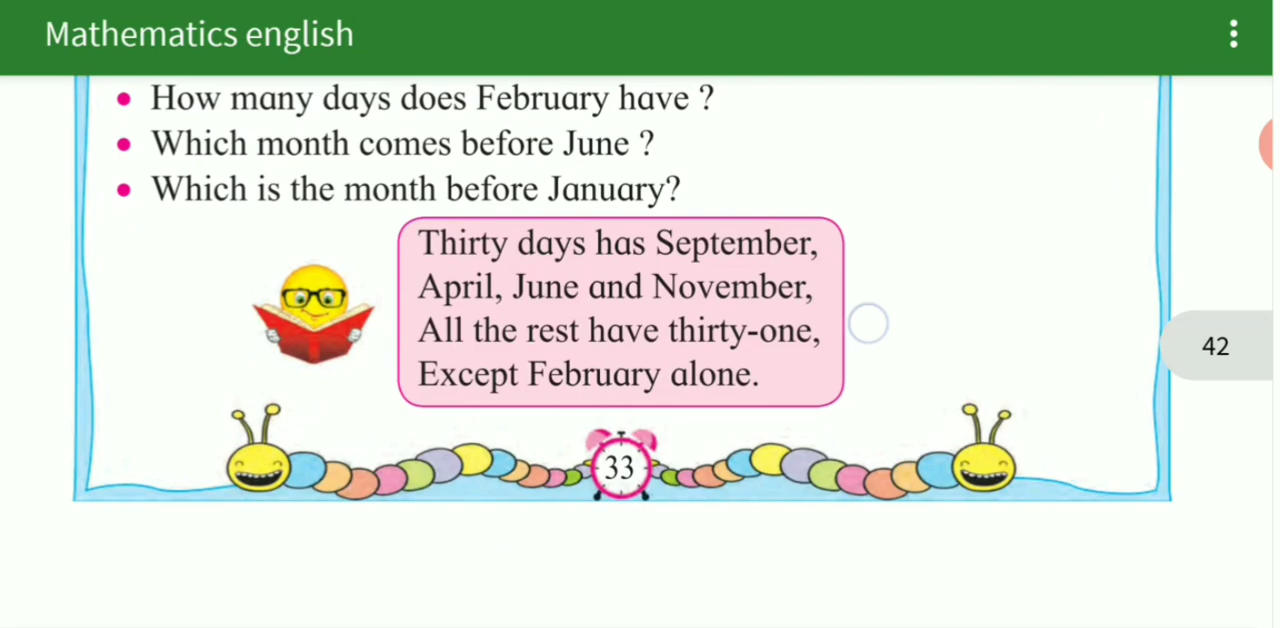 Mathematics english
• How many days does February have ?
• Which month comes before June ?
• Which is the month before January?
Thirty days has September,
April, June and November,
All the rest have thirty-one,
Except February alone.
42
33